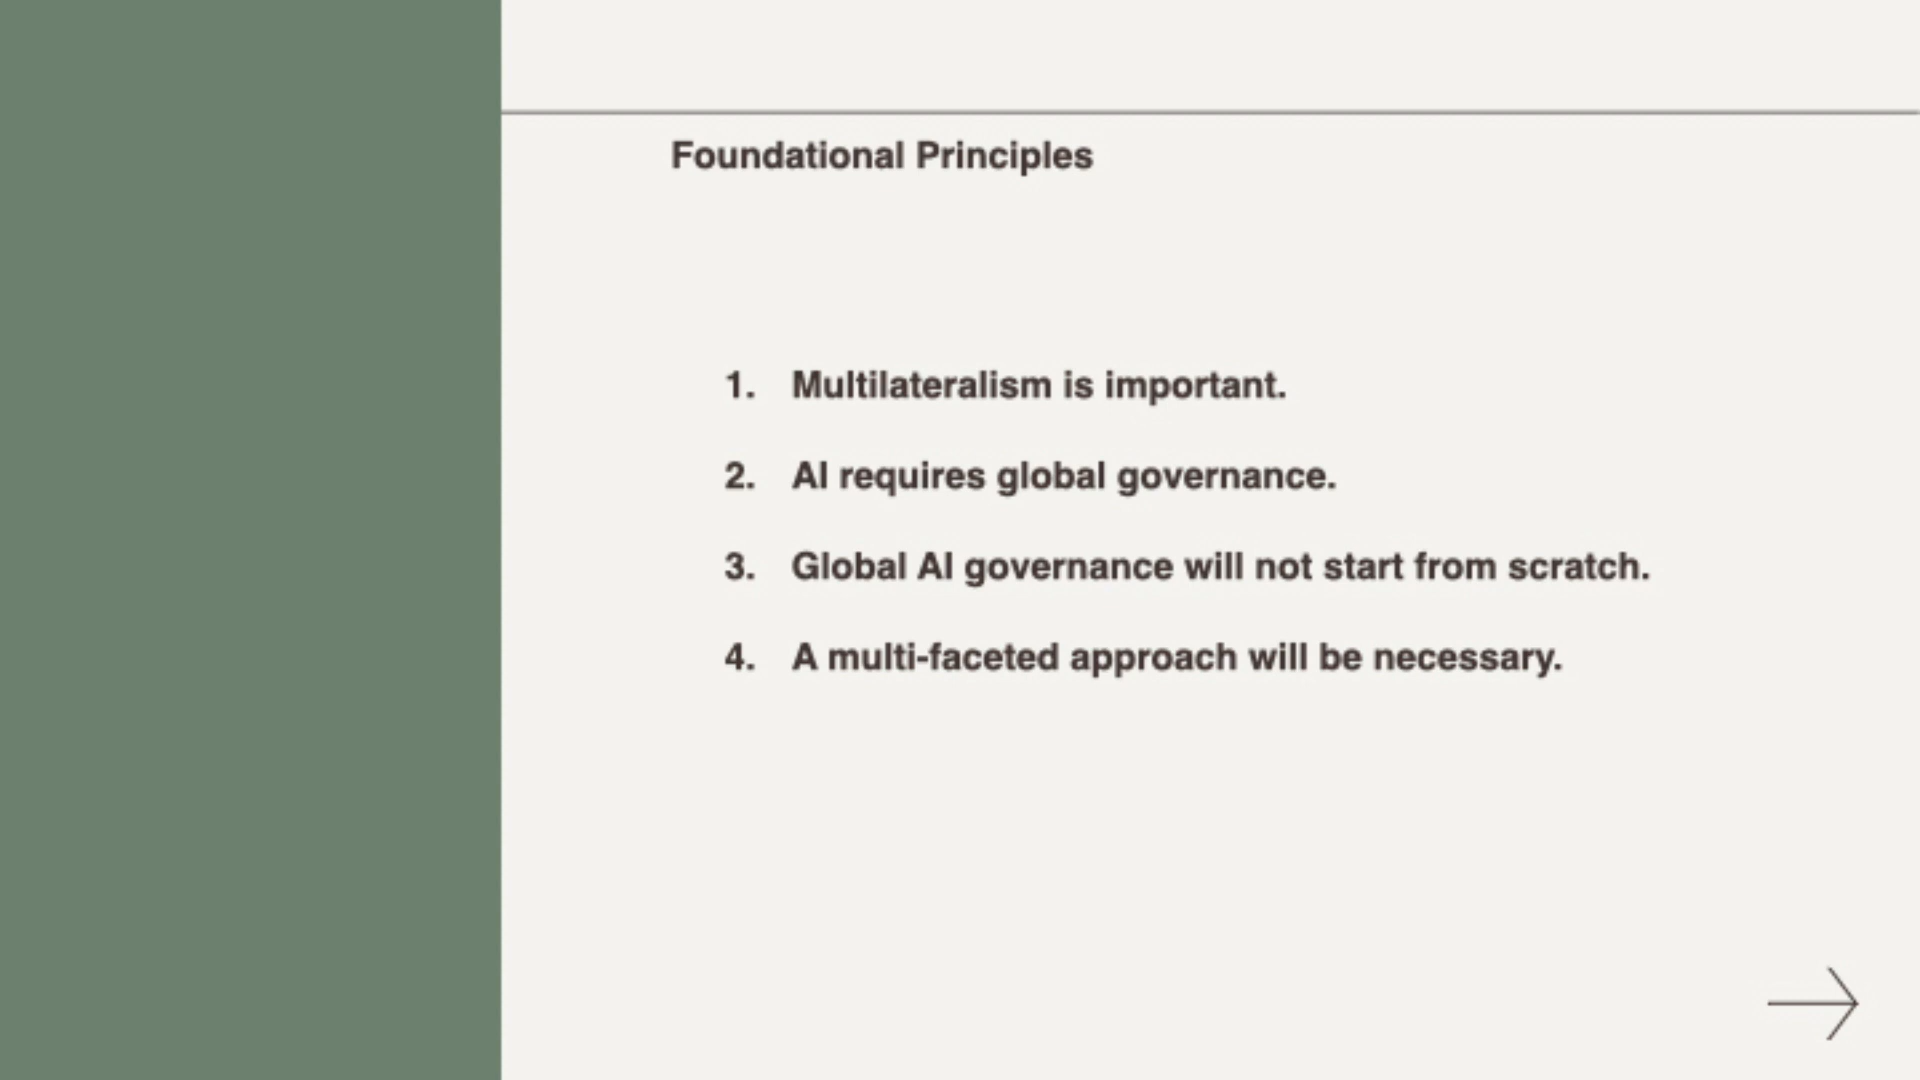 Foundational Principles
1. Multilateralism is important.
2. AI requires global governance.
3. Global AI governance will not start from scratch.
4. A multi-faceted approach will be necessary.